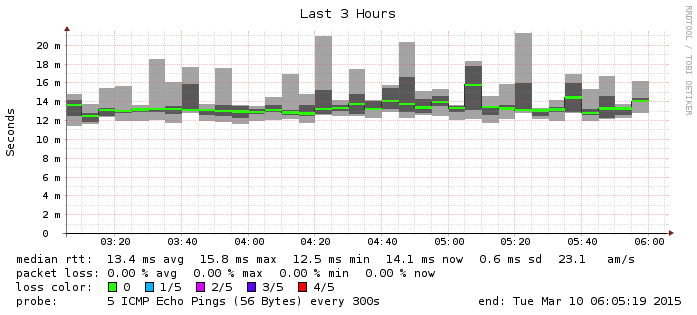 Last 3 Hours
RRDTOOL / TOBI OETIKER
Seconds
20 m
18 m
16 m
14 m
12 m
10 m
8 m
6 m
4 m
2 m
0
03:20 03:40 04:00 04:20 04:40 05:00 05:20 05:40 06:00
median rtt: 13.4 ms avg 15.8 ms max 12.5 ms min 14.1 ms now 0.6 ms sd 23.1 am/s
packet loss: 0.00 % avg 0.00 % max 0.00 % min 0.00 % now
loss color: 0 1/5 2/5 3/5 4/5
probe: 5 ICMP Echo Pings (56 Bytes) every 300s end: Tue Mar 10 06:05:19 2015